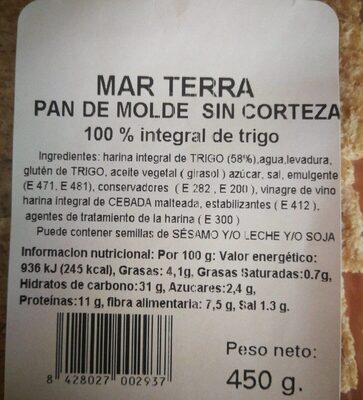 MAR TERRA
PAN DE MOLDE SIN CORTEZA
100 % integral de trigo
Ingredientes: harina integral de TRIGO (58%),agua,levadura,
glutén de TRIGO, aceite vegetal ( girasol ) azúcar, sal, emulgente
(E 471, E 481), conservadores ( E 282 , E 200 ), vinagre de vino
harina integral de CEBADA malteada, estabilizantes ( E 412 ).
agentes de tratamiento de la harina ( E 300 )
Puede contener semillas de SÉSAMO Y/O LECHE Y/O SOJA
Informacion nutricional: Por 100 g: Valor energético:
936 kJ (245 kcal), Grasas: 4,1g, Grasas Saturadas:0.7g,
Hidratos de carbono:31 g, Azucares:2,4 g,
Proteínas:11 g, fibra alimentaria: 7,5 g, Sal 1.3 g.
Peso neto:
450 g.
8 428027 002937